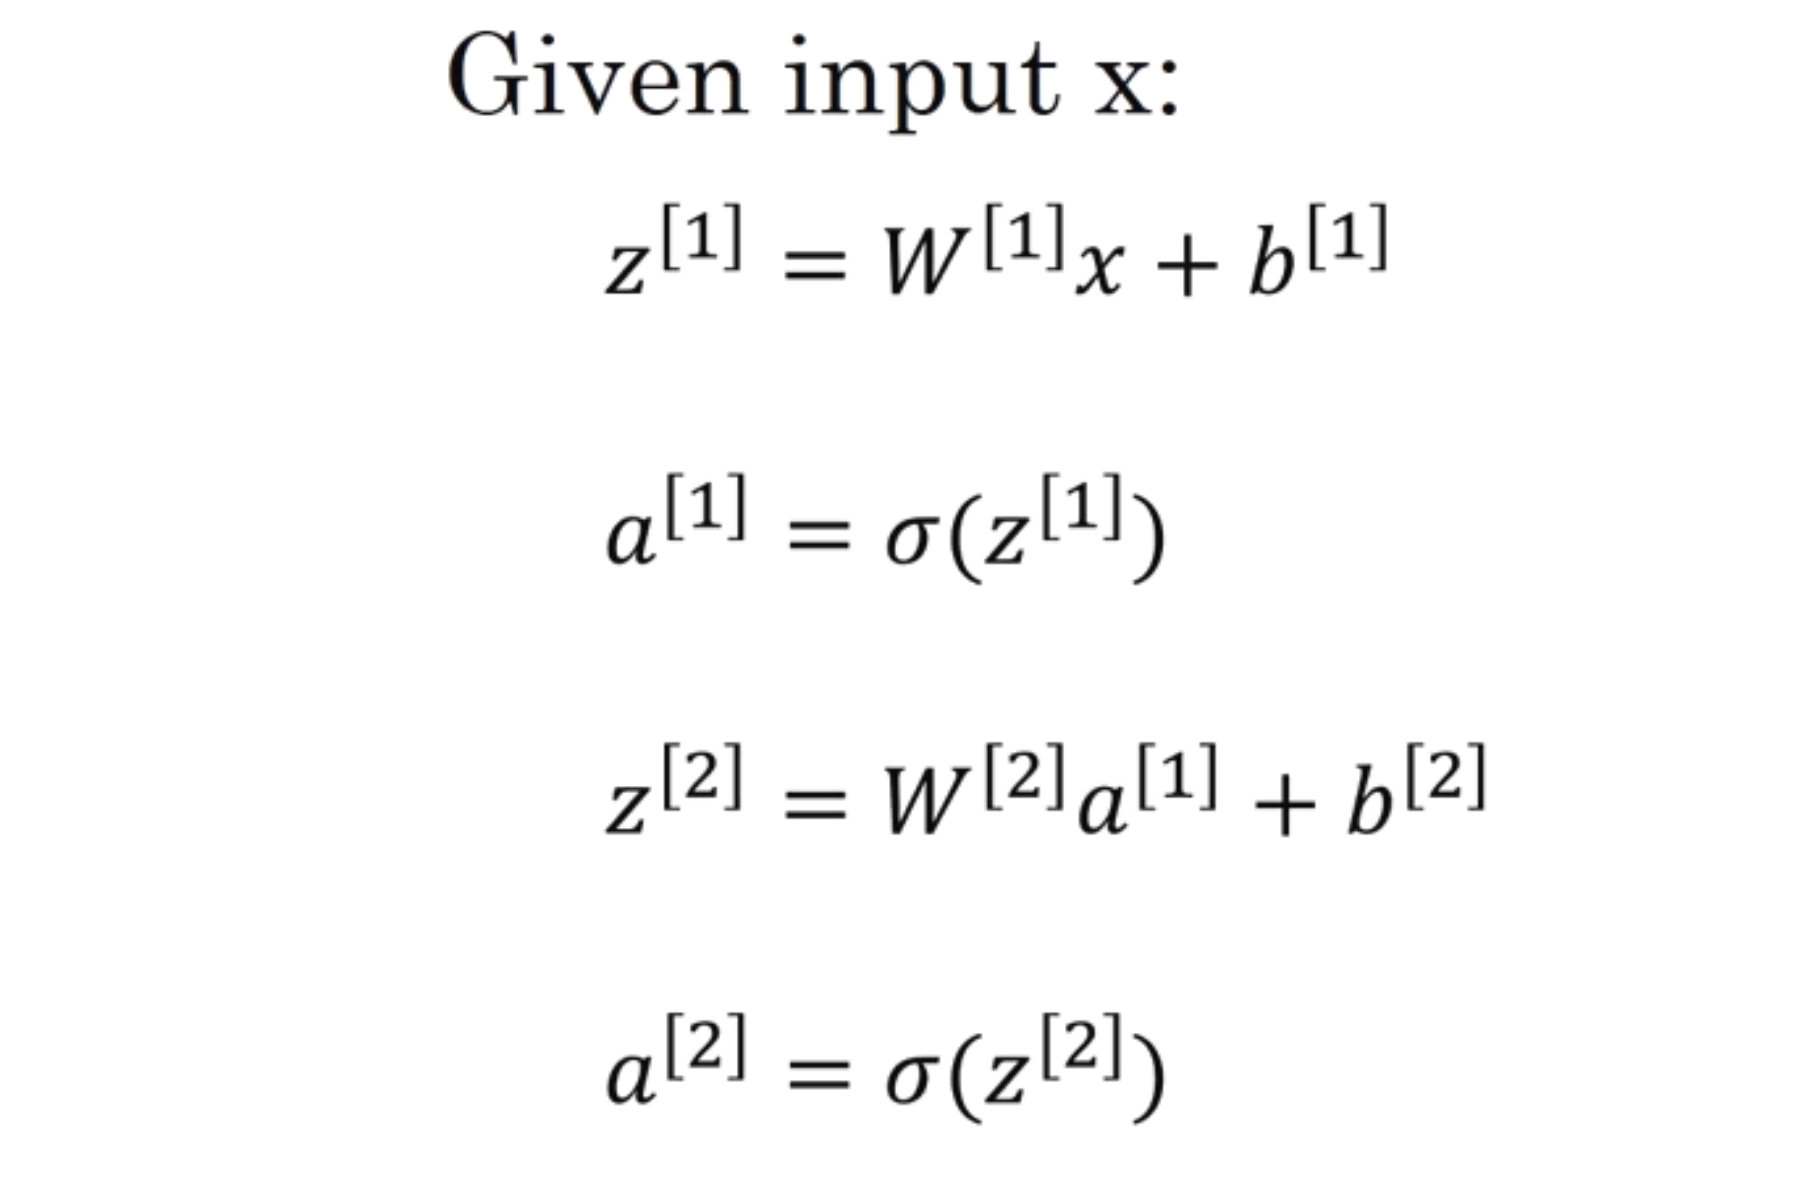 Given input x:
z^[1] = W^[1]x + b^[1]
a^[1] = σ(z^[1])
z^[2] = W^[2]a^[1] + b^[2]
a^[2] = σ(z^[2])